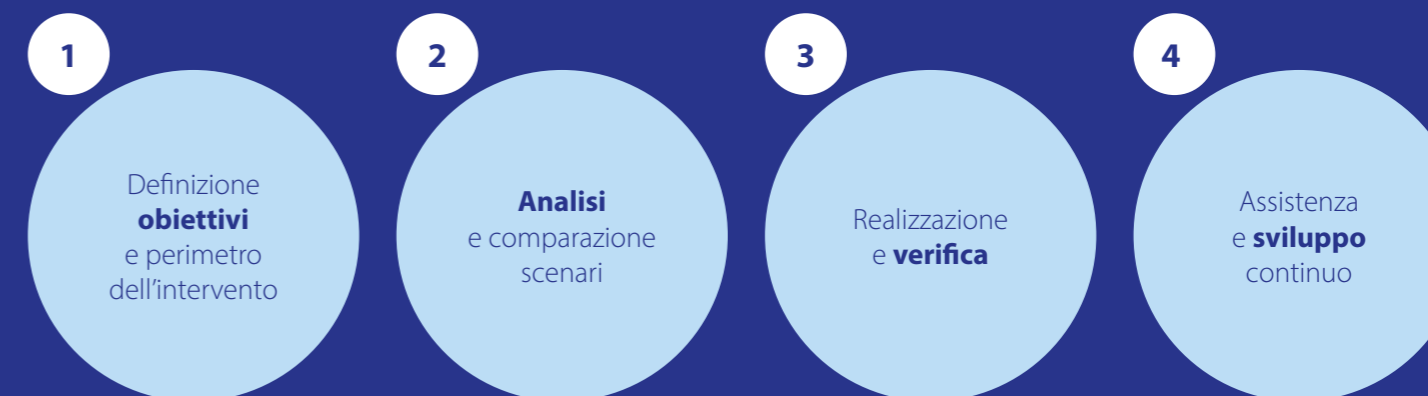 1
Definizione
obiettivi
e perimetro
dell’intervento
2
Analisi
e comparazione
scenari
3
Realizzazione
e verifica
4
Assistenza
e sviluppo
continuo